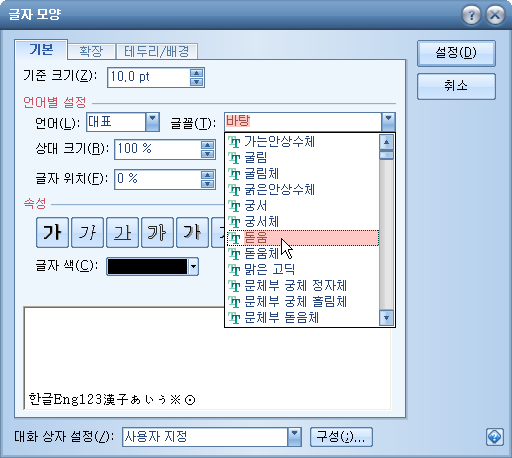 글자 모양
기본 확장 테두리/배경
설정(D)
기준 크기(Z): 10,0 pt
취소
언어별 설정
언어(L): 대표 글꼴(T): 바탕
가는안상수체
상대 크기(R): 100 %
굴림
굴림체
글자 위치(F): 0 %
굵은안상수체
궁서
속성
궁서체
가 가 가 가 가
돋움
돋움체
글자 색(C):
맑은 고딕
문체부 궁체 정자체
문체부 궁체 흘림체
문체부 돋음체
한글Eng123漢子あいぅ※⊙
대화 상자 설정(/): 사용자 지정 구성(;)...